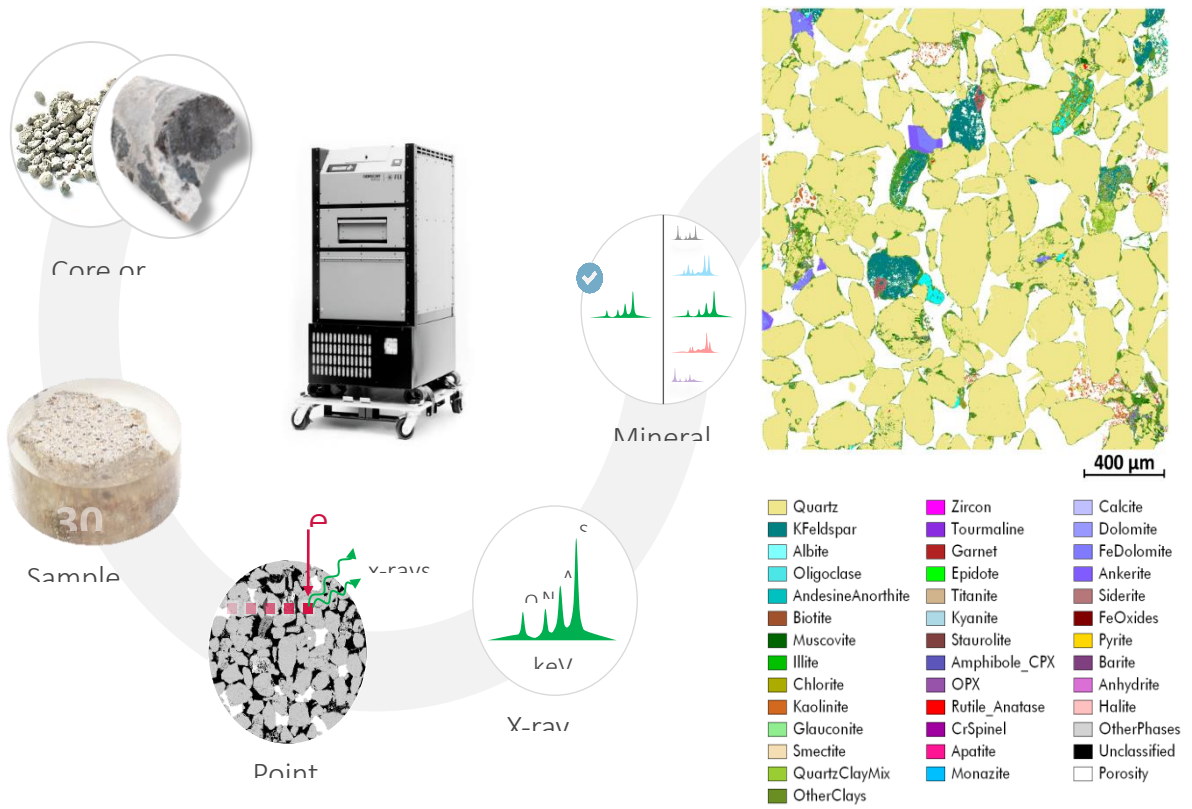 Core or
30
Sample
e
x-rays
Point
S
A
O N
keV
X-ray
Mineral
400 µm
Quartz
KFeldspar
Albite
Oligoclase
AndesineAnorthite
Biotite
Muscovite
Illite
Chlorite
Kaolinite
Glauconite
Smectite
QuartzClayMix
OtherClays
Zircon
Tourmaline
Garnet
Epidote
Titanite
Kyanite
Staurolite
Amphibole_CPX
OPX
Rutile_Anatase
CrSpinel
Apatite
Monazite
Calcite
Dolomite
FeDolomite
Ankerite
Siderite
FeOxides
Pyrite
Barite
Anhydrite
Halite
OtherPhases
Unclassified
Porosity